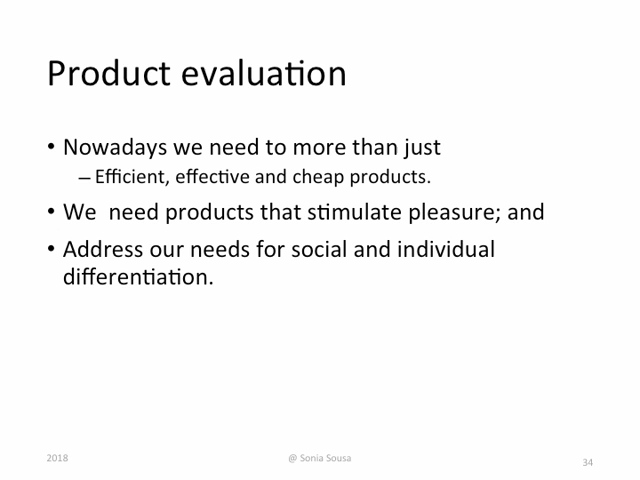 Product evaluation
• Nowadays we need to more than just
– Efficient, effective and cheap products.
• We  need products that stimulate pleasure; and
• Address our needs for social and individual
differentiation.
2018
@ Sonia Sousa
34